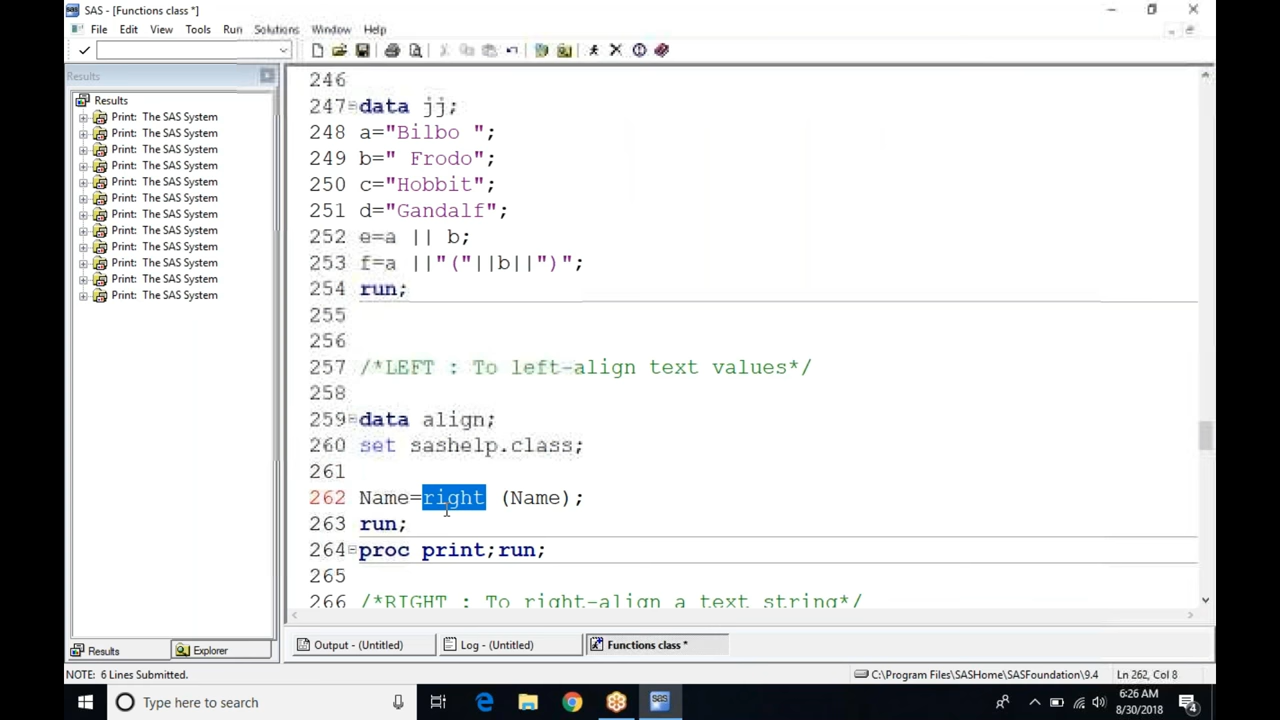 SAS - [Functions class *]
File Edit View Tools Run Solutions Window Help
Results
Results
Print: The SAS System
Print: The SAS System
Print: The SAS System
Print: The SAS System
Print: The SAS System
Print: The SAS System
Print: The SAS System
Print: The SAS System
Print: The SAS System
Print: The SAS System
Print: The SAS System
Print: The SAS System
246
247 data jj;
248 a="Bilbo ";
249 b=" Frodo";
250 c="Hobbit";
251 d="Gandalf";
252 e=a || b;
253 f=a ||"("||b||")";
254 run;
255
256
257 /*LEFT : To left-align text values*/
258
259 data align;
260 set sashelp.class;
261
262 Name=right (Name);
263 run;
264 proc print;run;
265
266 /*RIGHT : To right-align a text string*/
Results Explorer
Output - (Untitled) Log - (Untitled) Functions class *
NOTE: 6 Lines Submitted. C:\Program Files\SASHome\SASFoundation\9.4 Ln 262, Col 8
Type here to search
6:26 AM
8/30/2018
4